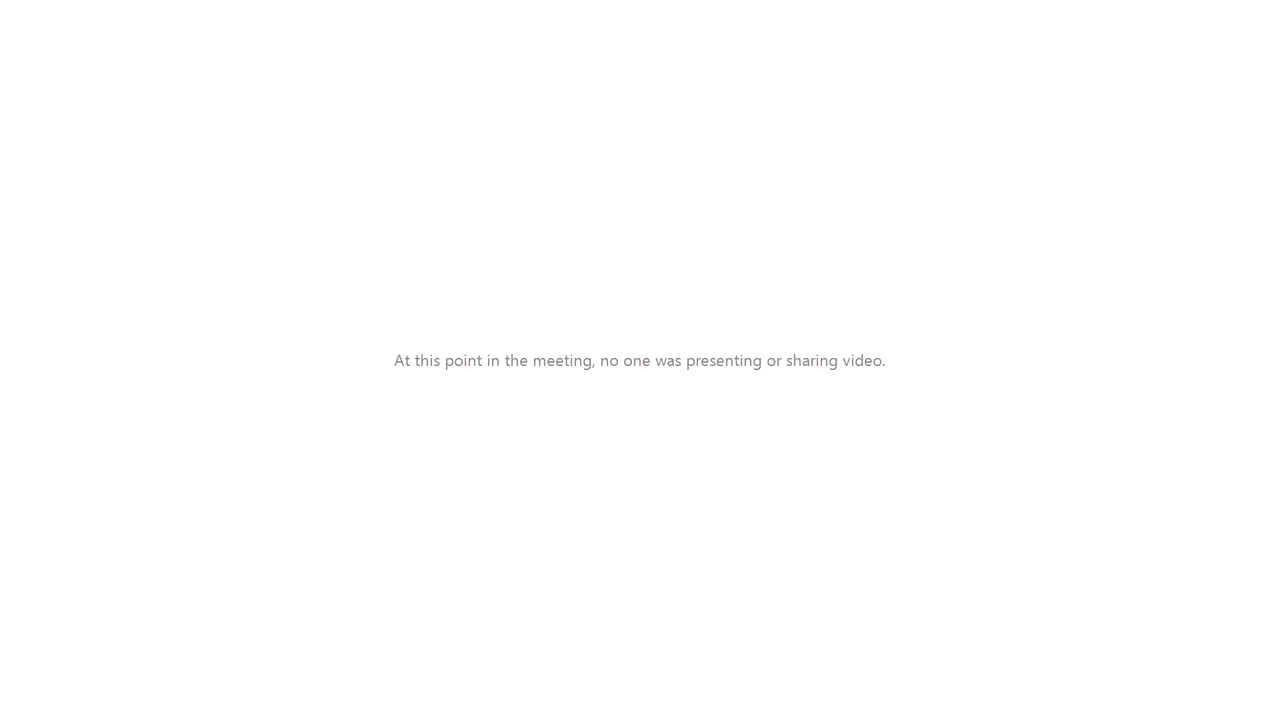 At this point in the meeting, no one was presenting or sharing video.